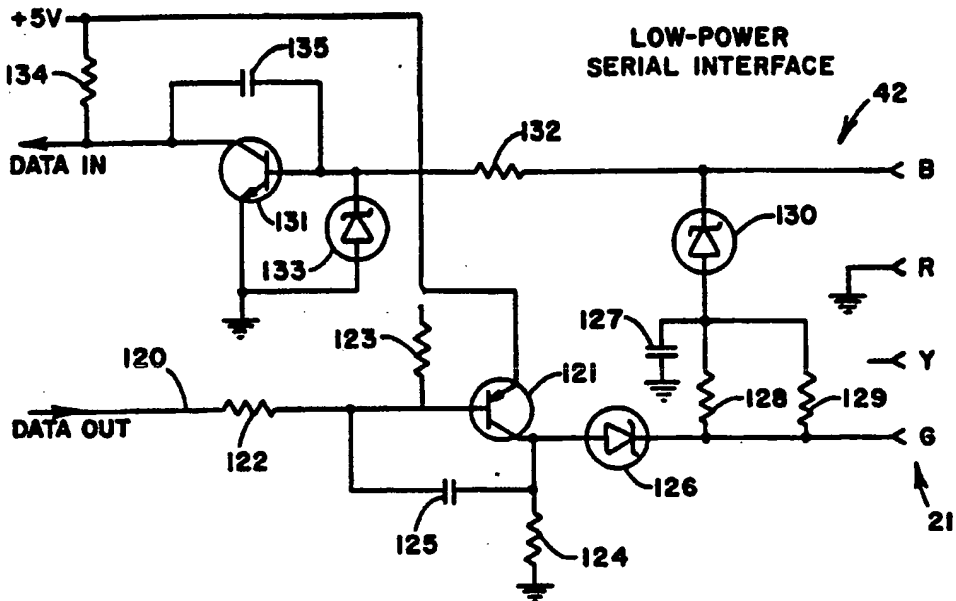 +5V
135
LOW-POWER
SERIAL INTERFACE
134
42
132
DATA IN
B
131
130
133
R
127
123
120
121
Y
128
129
DATA OUT
122
G
126
125
21
124